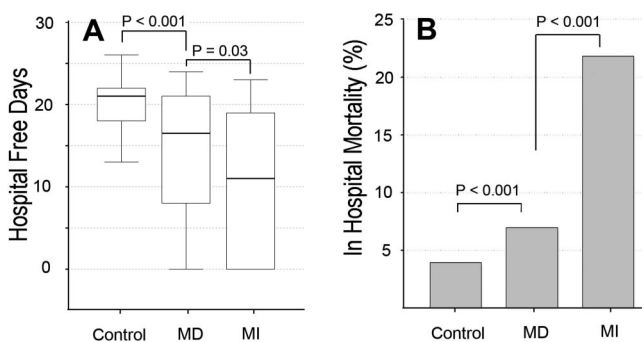 A
P < 0.001
P = 0.03
Hospital Free Days
30
20
10
0
Control MD MI
B
P < 0.001
P < 0.001
In Hospital Mortality (%)
25
20
15
10
5
Control MD MI